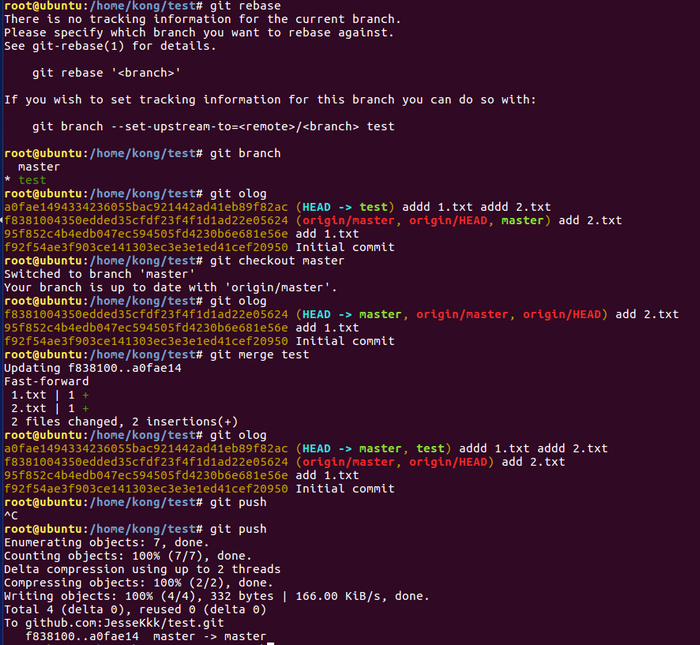 root@ubuntu:/home/kong/test# git rebase
There is no tracking information for the current branch.
Please specify which branch you want to rebase against.
See git-rebase(1) for details.
git rebase '<branch>'
If you wish to set tracking information for this branch you can do so with:
git branch --set-upstream-to=<remote>/<branch> test
root@ubuntu:/home/kong/test# git branch
master
* test
root@ubuntu:/home/kong/test# git olog
a0fae1494334236055bac921442ad41eb89f82ac (HEAD -> test) addd 1.txt addd 2.txt
f8381004350edded35cfdf23f4f1d1ad22e05624 (origin/master, origin/HEAD, master) add 2.txt
95f852c4b4edb047ec594505fd4230b6e681e56e add 1.txt
f92f54ae3f903ce141303ec3e3e1ed41cef20950 Initial commit
root@ubuntu:/home/kong/test# git checkout master
Switched to branch 'master'
Your branch is up to date with 'origin/master'.
root@ubuntu:/home/kong/test# git olog
f8381004350edded35cfdf23f4f1d1ad22e05624 (HEAD -> master, origin/master, origin/HEAD) add 2.txt
95f852c4b4edb047ec594505fd4230b6e681e56e add 1.txt
f92f54ae3f903ce141303ec3e3e1ed41cef20950 Initial commit
root@ubuntu:/home/kong/test# git merge test
Updating f838100..a0fae14
Fast-forward
1.txt | 1 +
2.txt | 1 +
2 files changed, 2 insertions(+)
root@ubuntu:/home/kong/test# git olog
a0fae1494334236055bac921442ad41eb89f82ac (HEAD -> master, test) addd 1.txt addd 2.txt
f8381004350edded35cfdf23f4f1d1ad22e05624 (origin/master, origin/HEAD) add 2.txt
95f852c4b4edb047ec594505fd4230b6e681e56e add 1.txt
f92f54ae3f903ce141303ec3e3e1ed41cef20950 Initial commit
root@ubuntu:/home/kong/test# git push
^C
root@ubuntu:/home/kong/test# git push
Enumerating objects: 7, done.
Counting objects: 100% (7/7), done.
Delta compression using up to 2 threads
Compressing objects: 100% (2/2), done.
Writing objects: 100% (4/4), 332 bytes | 166.00 KiB/s, done.
Total 4 (delta 0), reused 0 (delta 0)
To github.com:JesseKkk/test.git
f838100..a0fae14  master -> master